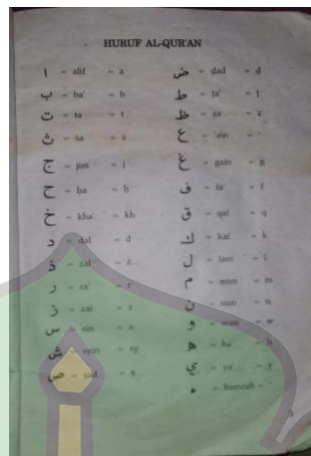 HURUF AL-QUR'AN
ا = alif = a
ب = ba' = b
ت = ta = t
ث = sa = s
ج = jim = j
ح = ha = h
خ = kha' = kh
د = dal = d
ذ = zal = z
ر = ra' = r
ز = zai = z
س = sin = s
ش = syin = sy
ص = sad = s
ض = dad = d
ط = ta' = t
ظ = za = z
ع = 'ain = '
غ = gain = g
ف = fa' = f
ق = qaf = q
ك = kaf = k
ل = lam = l
م = mim = m
ن = nun = n
و = wau = w
ه = ha' = h
ي = ya = y
ء = hamzah = '